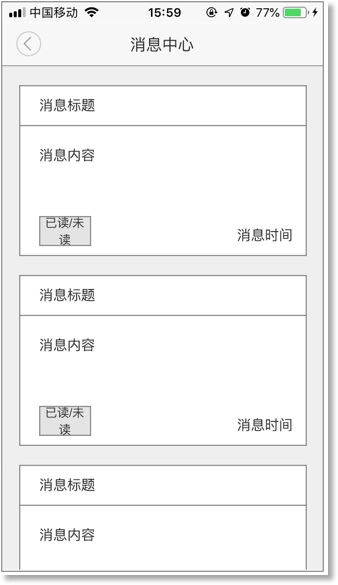 中国移动 15:59 77%
消息中心
消息标题
消息内容
已读/未
读
消息时间
消息标题
消息内容
已读/未
读
消息时间
消息标题
消息内容